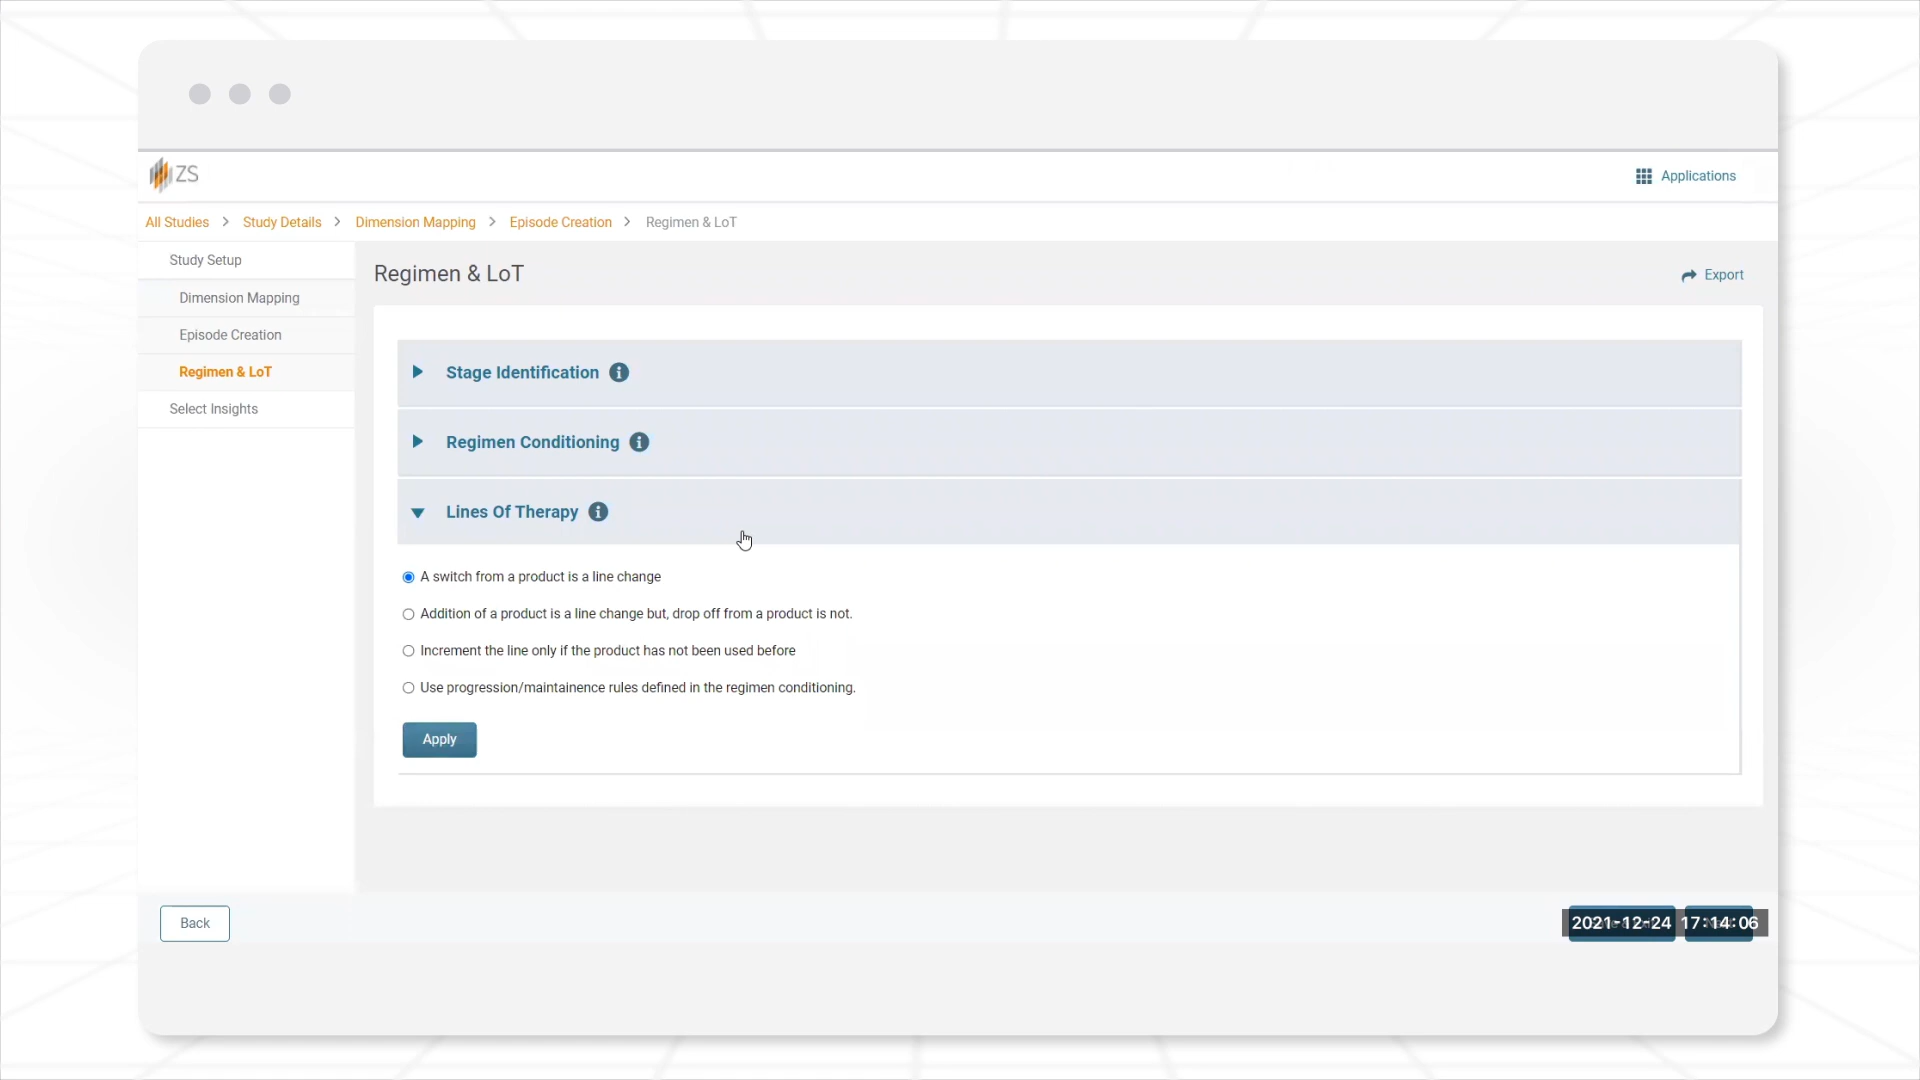 ZS
Applications
All Studies > Study Details > Dimension Mapping > Episode Creation > Regimen & LoT
Study Setup
Dimension Mapping
Episode Creation
Regimen & LoT
Select Insights
Regimen & LoT
Export
Stage Identification
Regimen Conditioning
Lines Of Therapy
A switch from a product is a line change
Addition of a product is a line change but, drop off from a product is not.
Increment the line only if the product has not been used before
Use progression/maintainence rules defined in the regimen conditioning.
Apply
Back
2021-12-24 17:14:06